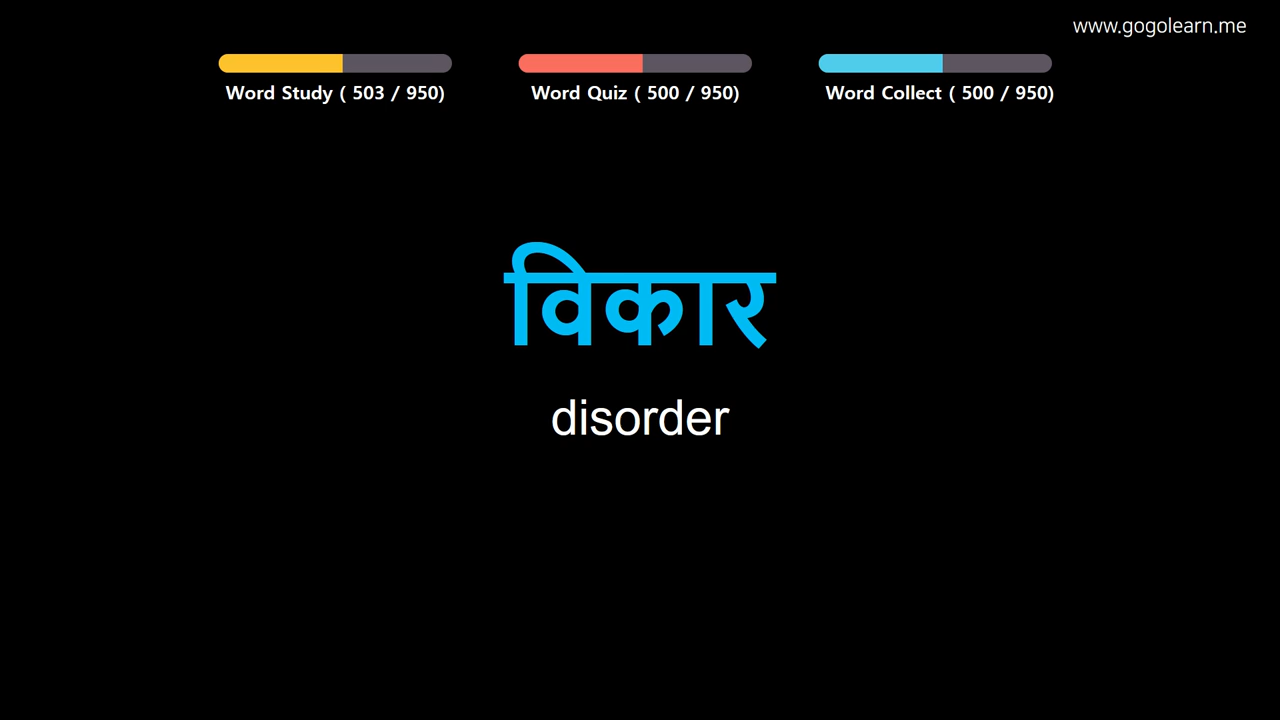 www.gogolearn.me
Word Study ( 503 / 950)
Word Quiz ( 500 / 950)
Word Collect ( 500 / 950)
विकार
disorder